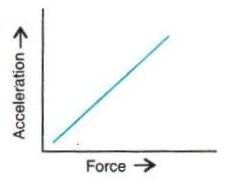 Acceleration →
Force →